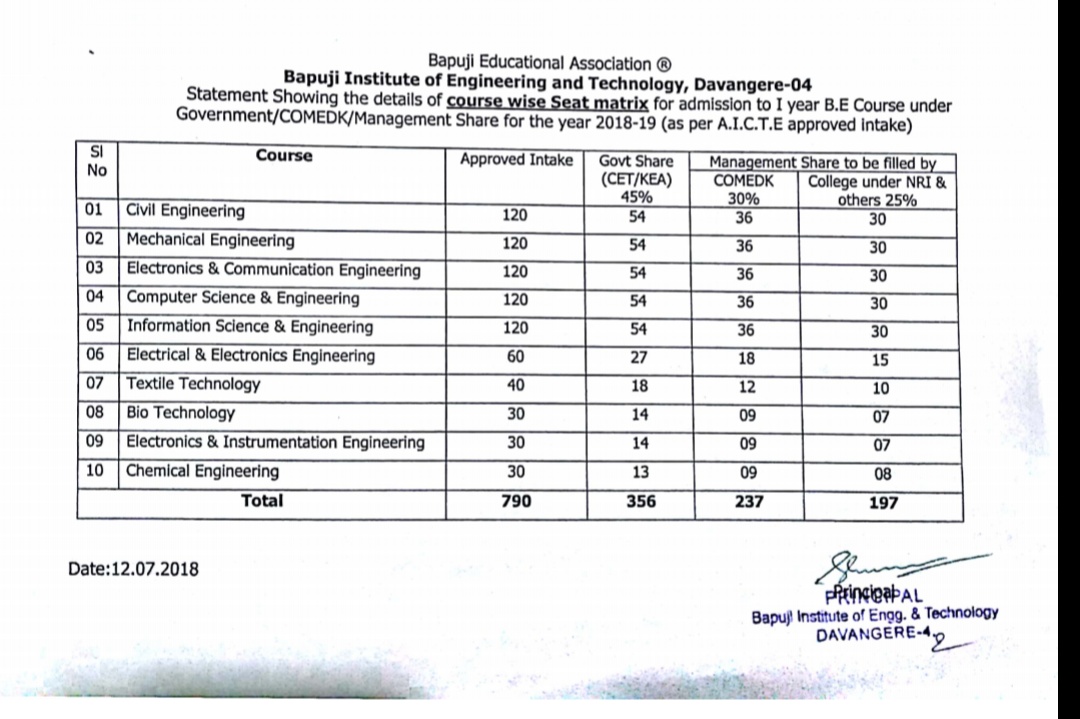 Bapuji Educational Association ®
Bapuji Institute of Engineering and Technology, Davangere-04
Statement Showing the details of course wise Seat matrix for admission to I year B.E Course under
Government/COMEDK/Management Share for the year 2018-19 (as per A.I.C.T.E approved intake)
Sl No Course Approved Intake Govt Share (CET/KEA) 45% Management Share to be filled by
COMEDK 30% College under NRI & others 25%
01 Civil Engineering 120 54 36 30
02 Mechanical Engineering 120 54 36 30
03 Electronics & Communication Engineering 120 54 36 30
04 Computer Science & Engineering 120 54 36 30
05 Information Science & Engineering 120 54 36 30
06 Electrical & Electronics Engineering 60 27 18 15
07 Textile Technology 40 18 12 10
08 Bio Technology 30 14 09 07
09 Electronics & Instrumentation Engineering 30 14 09 07
10 Chemical Engineering 30 13 09 08
Total 790 356 237 197
Date:12.07.2018
Principal
PRINCIPAL
Bapuji Institute of Engg. & Technology
DAVANGERE-4